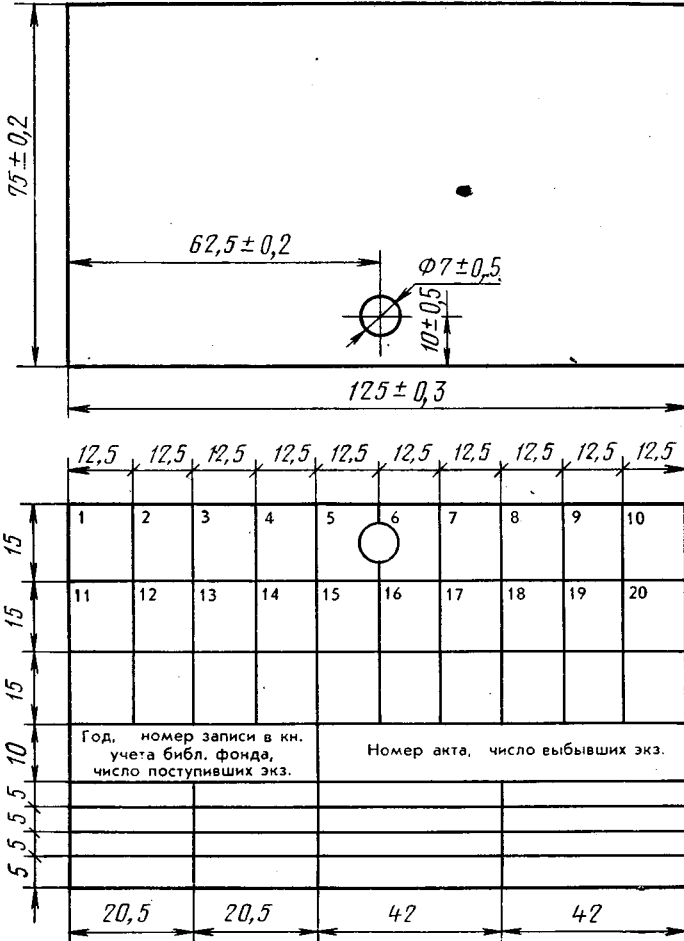 75±0,2
62,5±0,2
Ф7±0,5
10±0,5
125±0,3
12,5 12,5 12,5 12,5 12,5 12,5 12,5 12,5 12,5 12,5
15
1 2 3 4 5 6 7 8 9 10
15
11 12 13 14 15 16 17 18 19 20
15
10
Год, номер записи в кн.
учета библ. фонда,
число поступивших экз.
Номер акта, число выбывших экз.
5
5
5
5
20,5 20,5 42 42